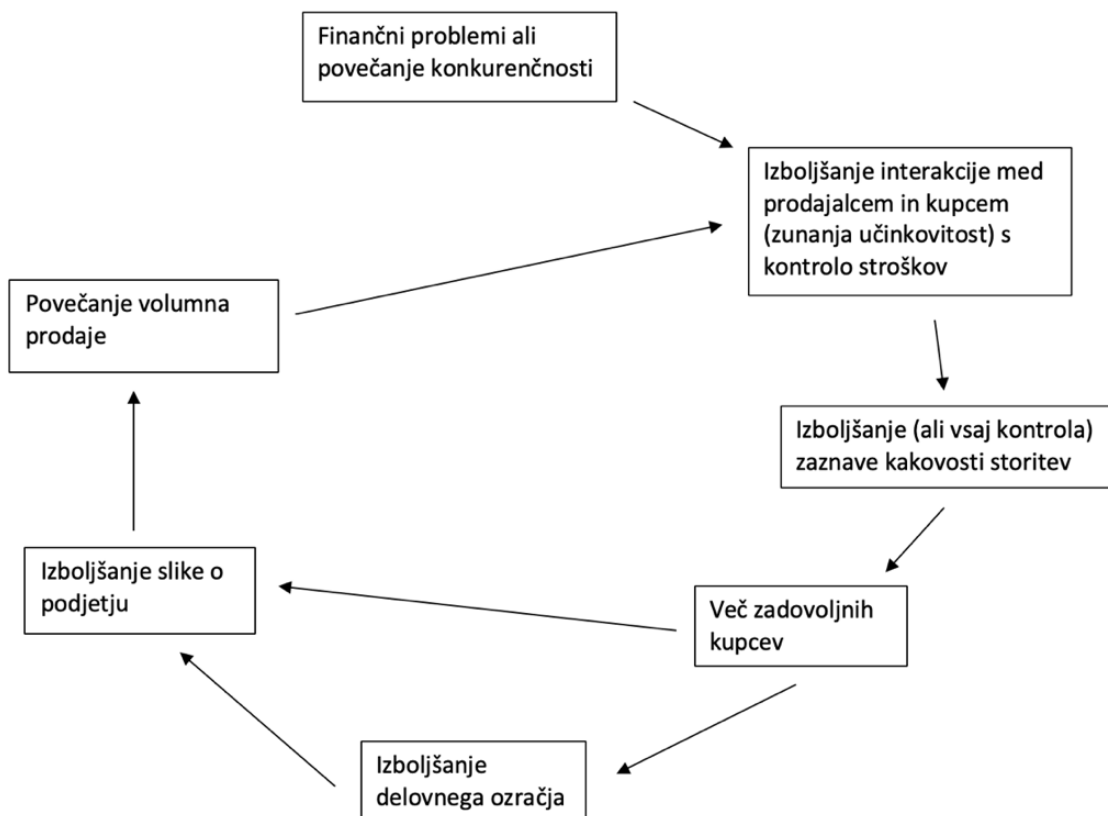 Finančni problemi ali
povečanje konkurenčnosti
Izboljšanje interakcije med
prodajalcem in kupcem
(zunanja učinkovitost) s
kontrolo stroškov
Povečanje volumna
prodaje
Izboljšanje (ali vsaj kontrola)
zaznave kakovosti storitev
Izboljšanje slike o
podjetju
Več zadovoljnih
kupcev
Izboljšanje
delovnega ozračja